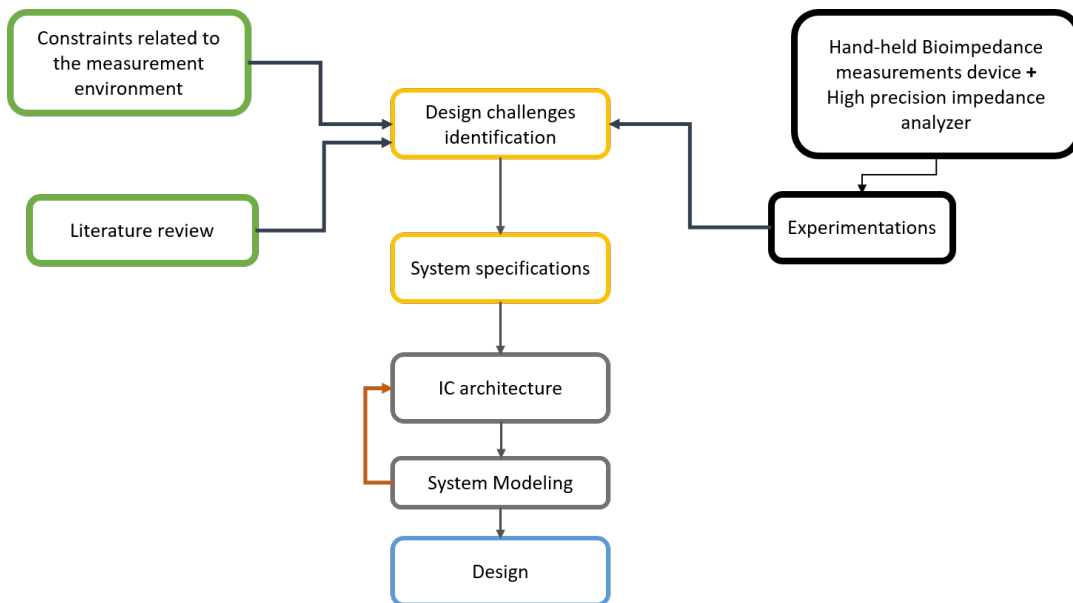 Constraints related to
the measurement
environment
Hand-held Bioimpedance
measurements device +
High precision impedance
analyzer
Design challenges
identification
Literature review
Experimentations
System specifications
IC architecture
System Modeling
Design